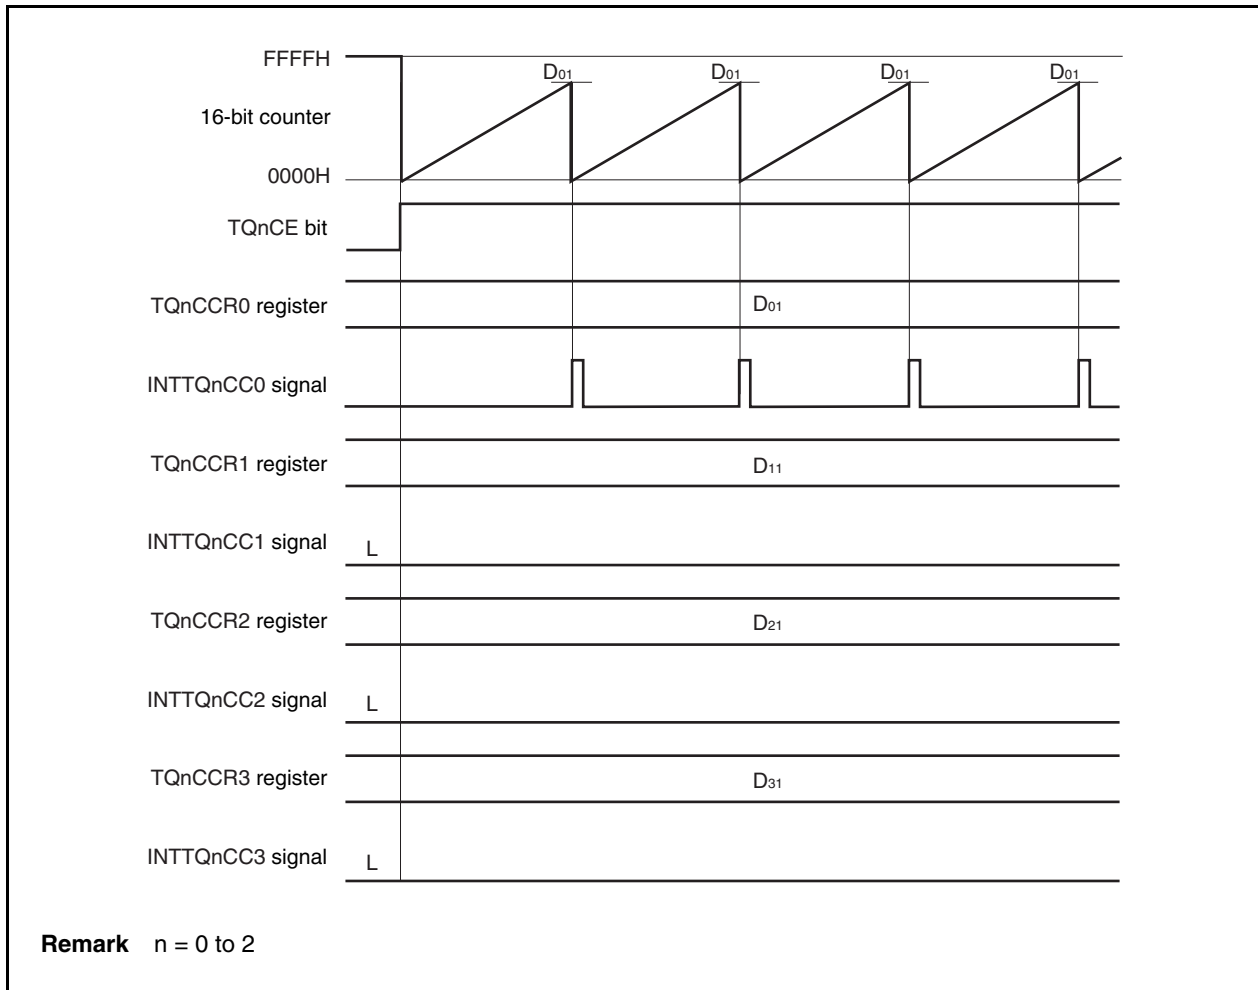 FFFFH
D01 D01 D01 D01
16-bit counter
0000H
TQnCE bit
TQnCCR0 register D01
INTTQnCC0 signal
TQnCCR1 register D11
INTTQnCC1 signal L
TQnCCR2 register D21
INTTQnCC2 signal L
TQnCCR3 register D31
INTTQnCC3 signal L
Remark n = 0 to 2